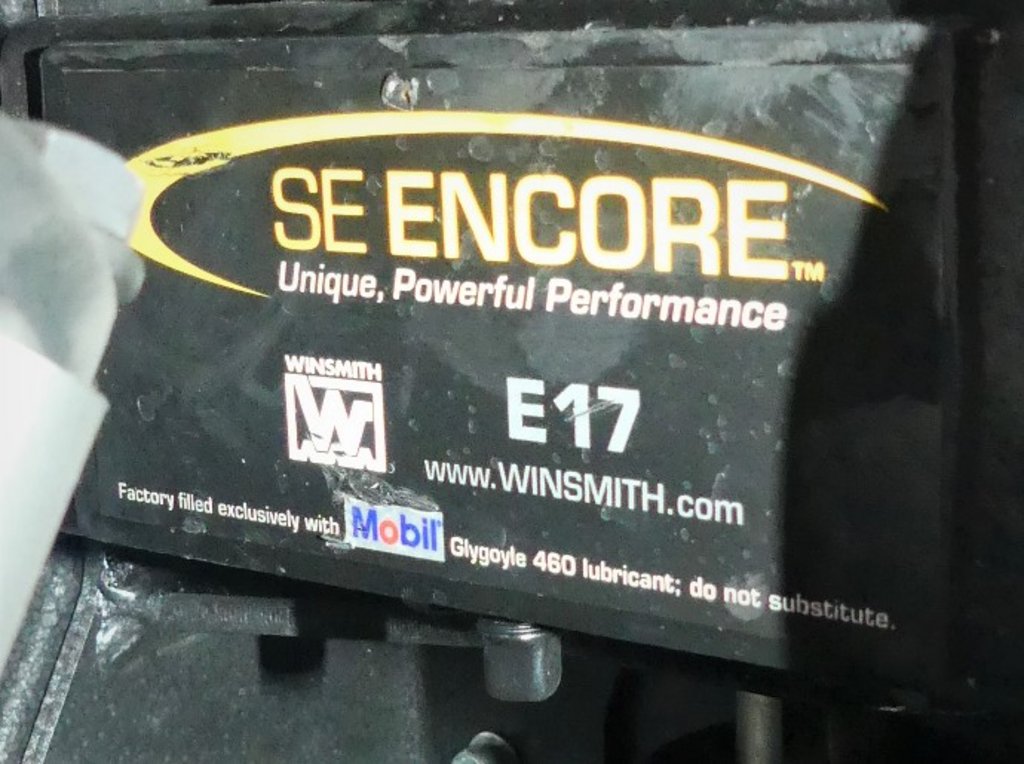 SE ENCORE™
Unique, Powerful Performance
WINSMITH
W
E17
www.WINSMITH.com
Factory filled exclusively with Mobil Glygoyle 460 lubricant; do not substitute.